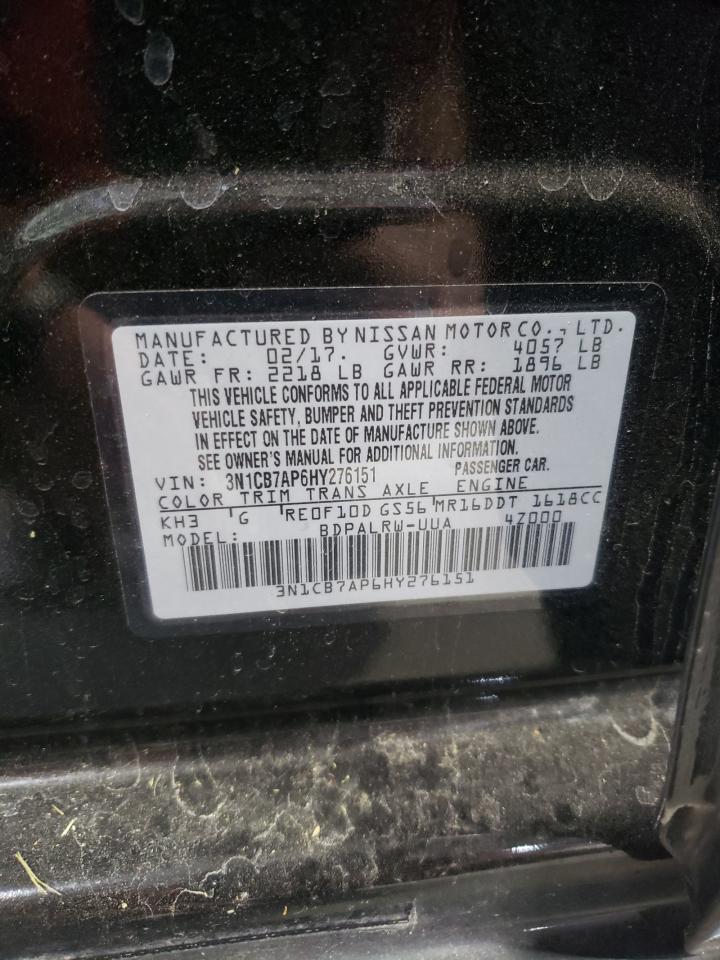 MANUFACTURED BY NISSAN MOTOR CO., LTD.
DATE: 02/17. GVWR: 4057 LB
GAWR FR: 2218 LB GAWR RR: 1896 LB
THIS VEHICLE CONFORMS TO ALL APPLICABLE FEDERAL MOTOR
VEHICLE SAFETY, BUMPER AND THEFT PREVENTION STANDARDS
IN EFFECT ON THE DATE OF MANUFACTURE SHOWN ABOVE.
SEE OWNER'S MANUAL FOR ADDITIONAL INFORMATION.
VIN: 3N1CB7AP6HY276151 PASSENGER CAR.
COLOR TRIM TRANS AXLE ENGINE
KH3 G RE0F10D GS56 MR16DDT 1618CC
MODEL: BDPALRW-UUA 4Z000
3N1CB7AP6HY276151